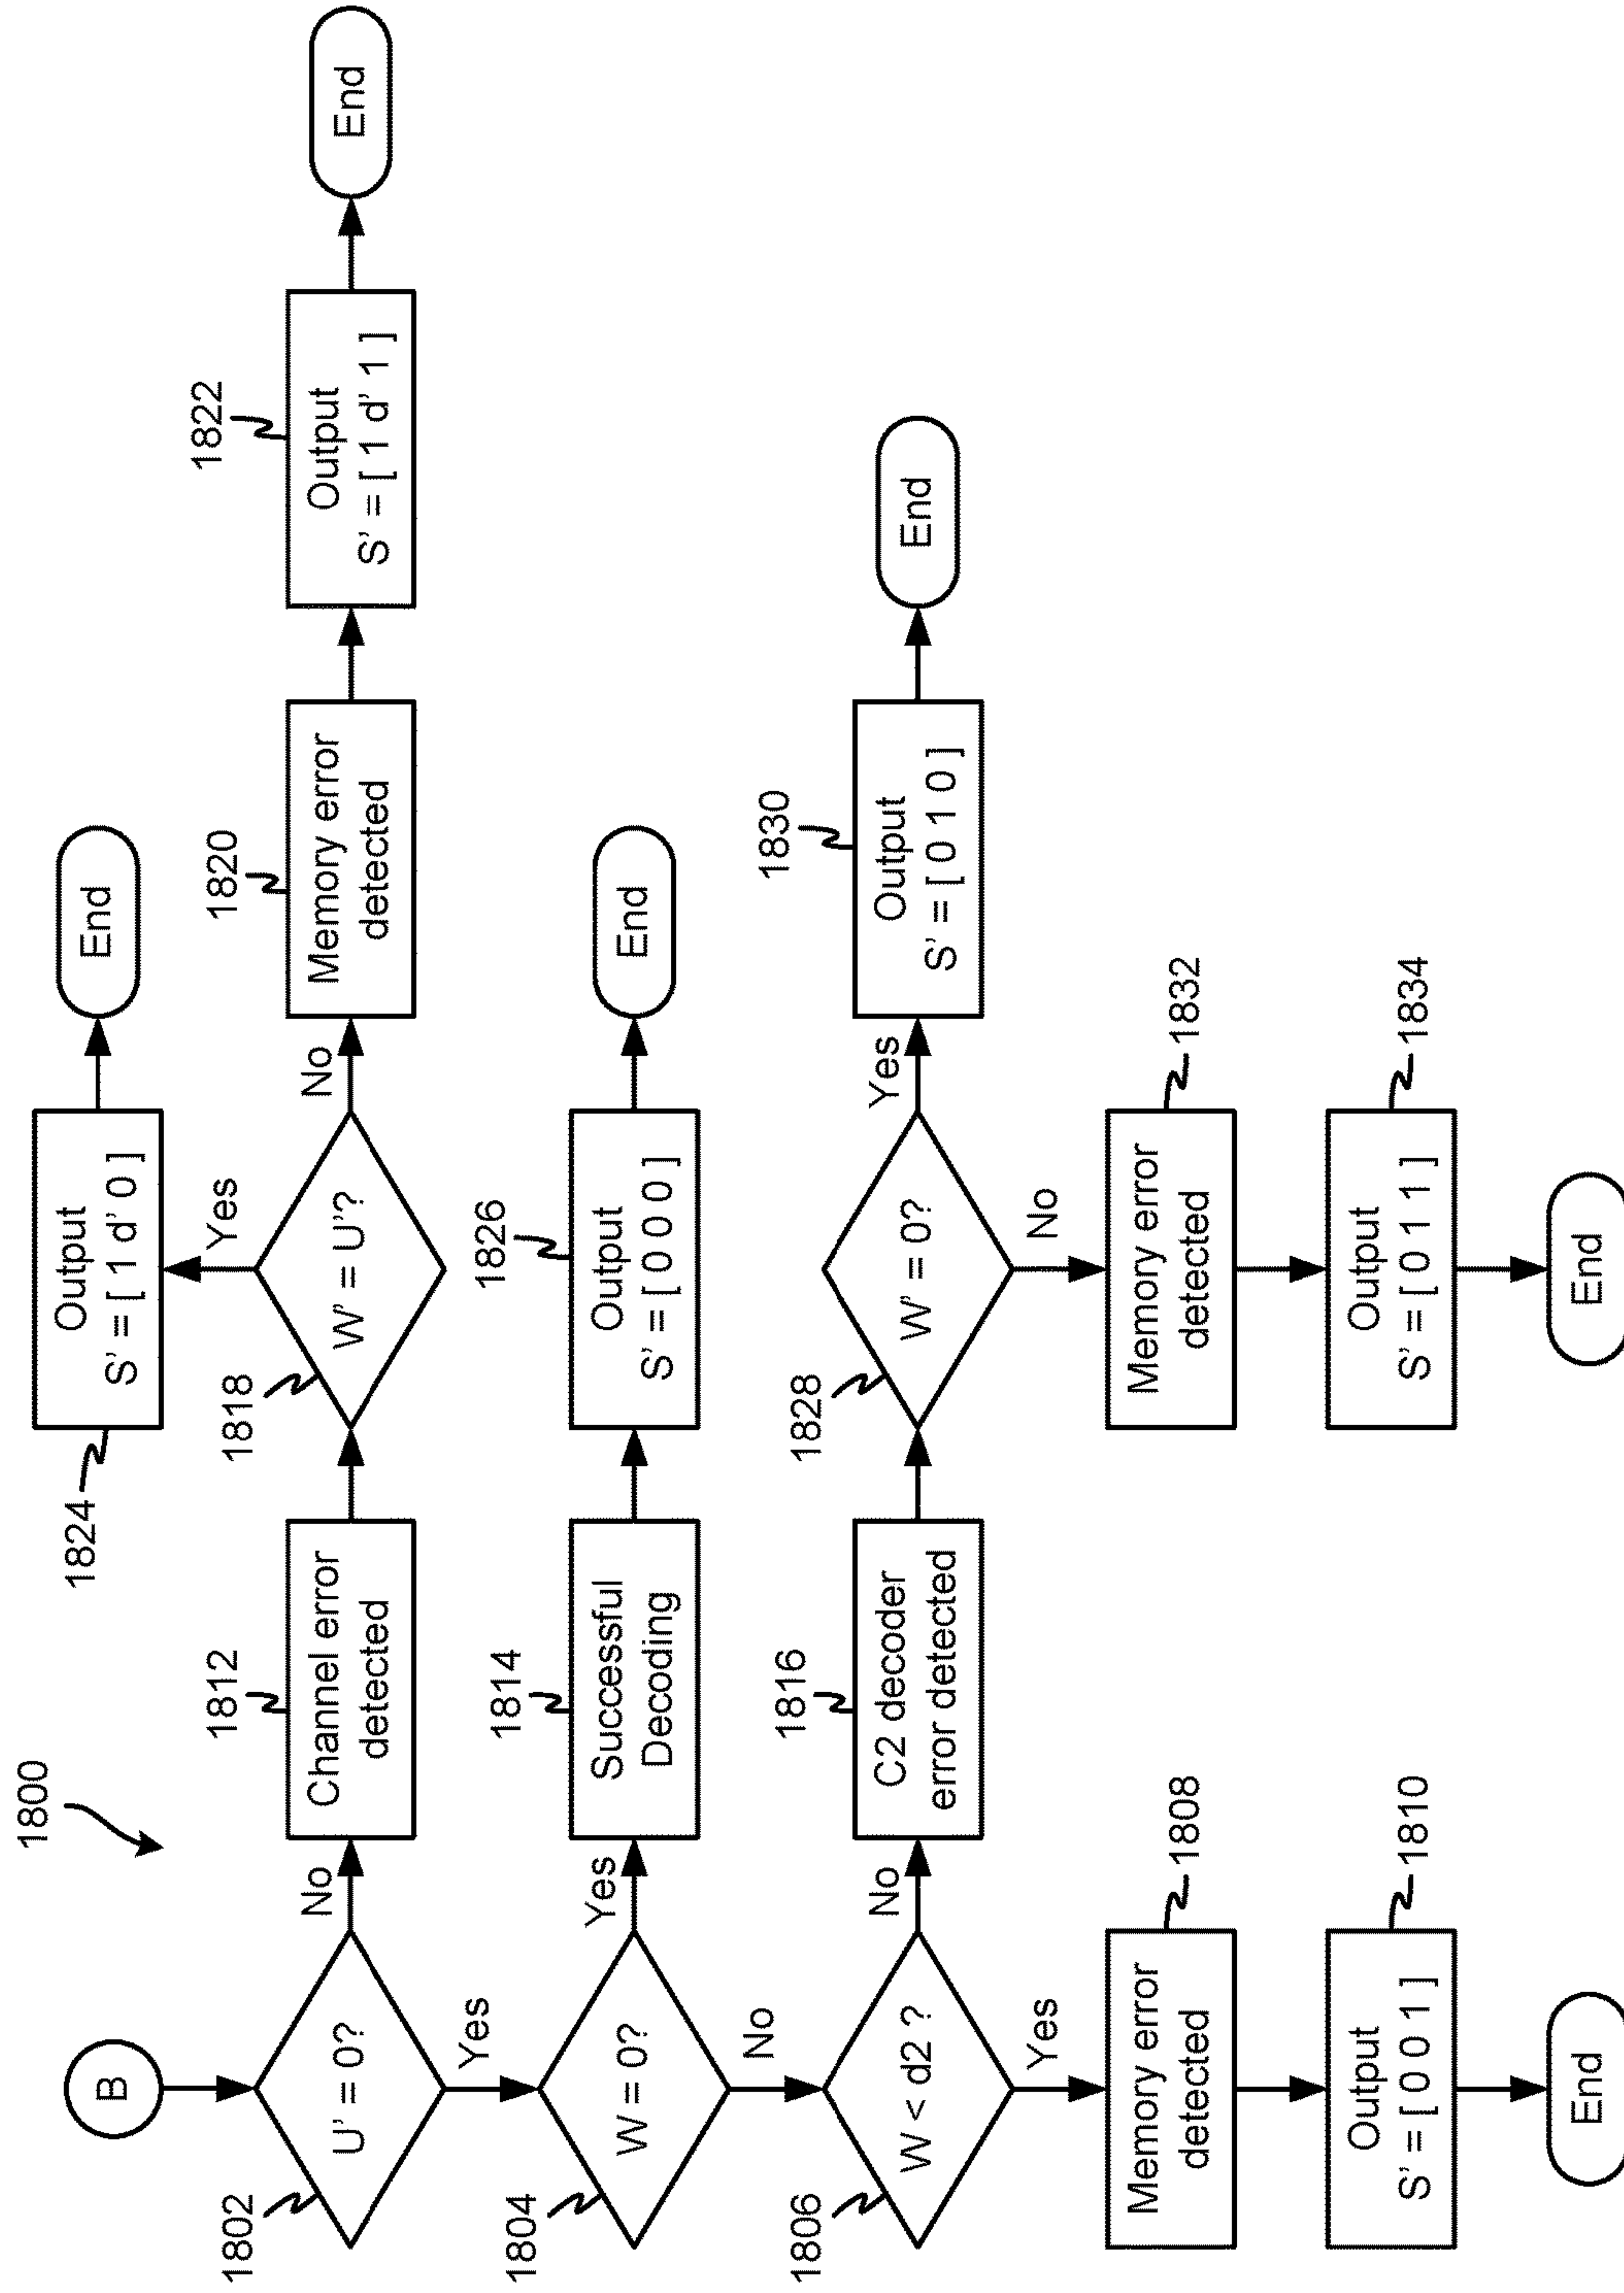 1800
B
1802
U' = 0?
No
Yes
1812
Channel error
detected
1818
W' = U'?
Yes
No
1824
Output
S' = [ 1 d' 0 ]
End
1820
Memory error
detected
1822
Output
S' = [ 1 d' 1 ]
End
1804
W = 0?
Yes
No
1814
Successful
Decoding
1826
Output
S' = [ 0 0 0 ]
End
1806
W < d2 ?
No
Yes
1816
C2 decoder
error detected
1828
W' = 0?
Yes
No
1830
Output
S' = [ 0 1 0 ]
End
Memory error
detected
1808
Output
S' = [ 0 0 1 ]
1810
End
Memory error
detected
1832
Output
S' = [ 0 1 1 ]
1834
End